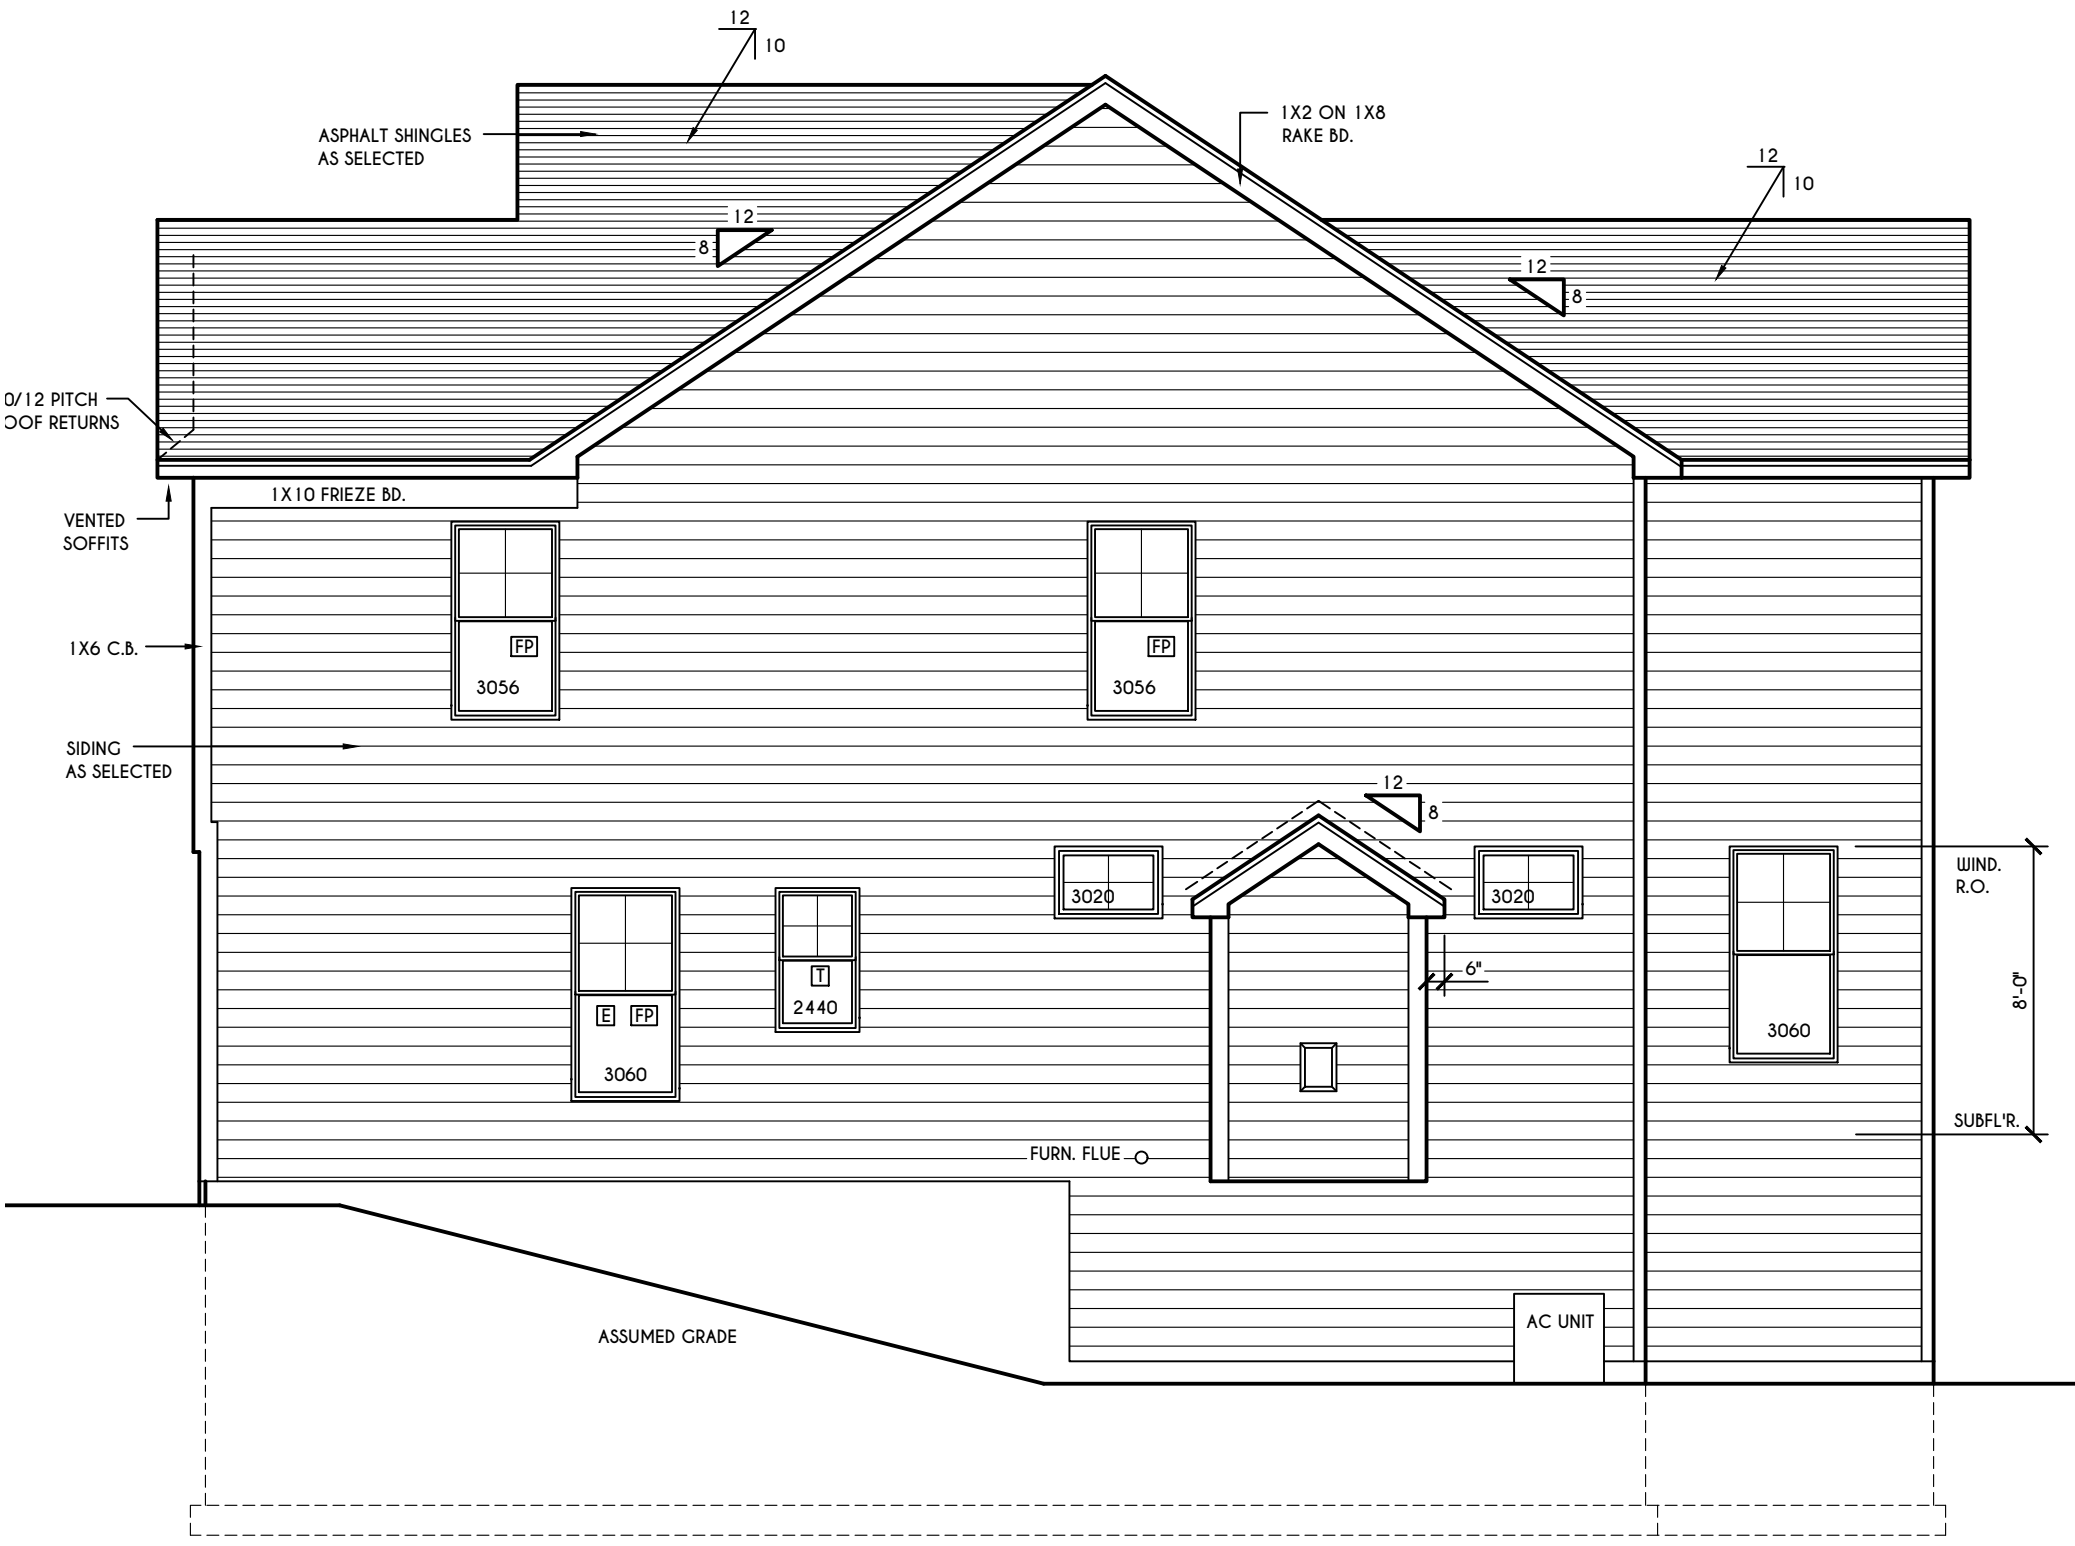 12
10
ASPHALT SHINGLES
AS SELECTED
1X2 ON 1X8
RAKE BD.
12
10
12
8
12
8
0/12 PITCH
OOF RETURNS
1X10 FRIEZE BD.
VENTED
SOFFITS
1X6 C.B.
FP
3056
FP
3056
SIDING
AS SELECTED
12
8
3020
3020
WIND.
R.O.
T
2440
6"
8'-0"
E FP
3060
3060
SUBFL'R.
FURN. FLUE
AC UNIT
ASSUMED GRADE